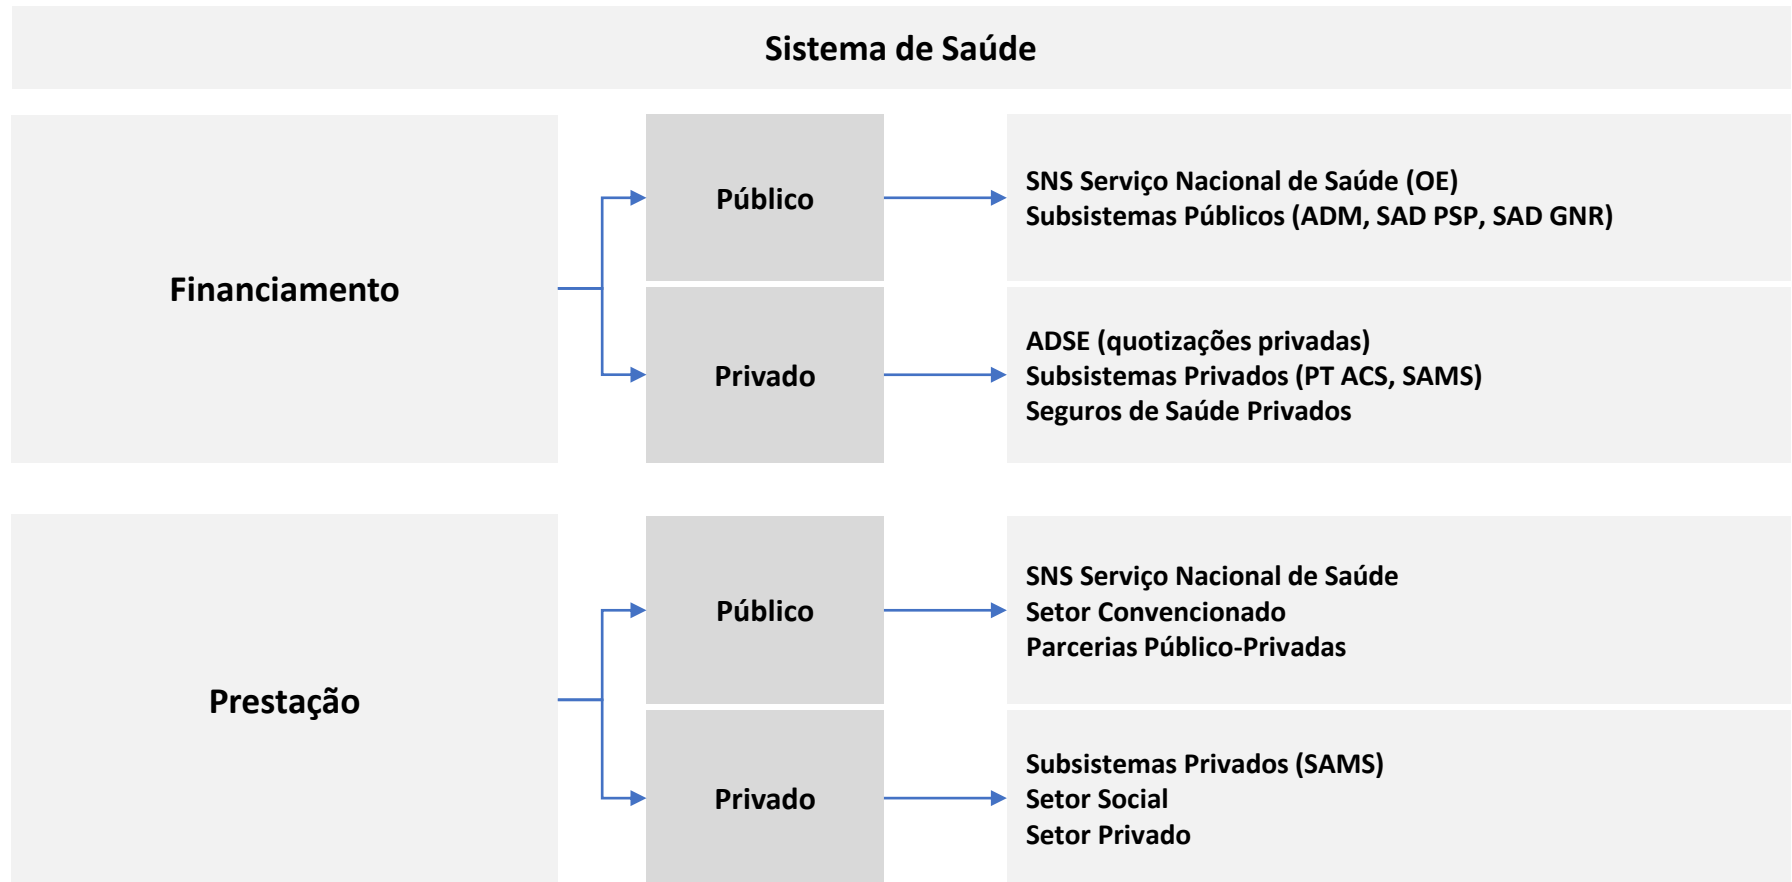 Sistema de Saúde
Financiamento
Público
SNS Serviço Nacional de Saúde (OE)
Subsistemas Públicos (ADM, SAD PSP, SAD GNR)
Privado
ADSE (quotizações privadas)
Subsistemas Privados (PT ACS, SAMS)
Seguros de Saúde Privados
Prestação
Público
SNS Serviço Nacional de Saúde
Setor Convencionado
Parcerias Público-Privadas
Privado
Subsistemas Privados (SAMS)
Setor Social
Setor Privado